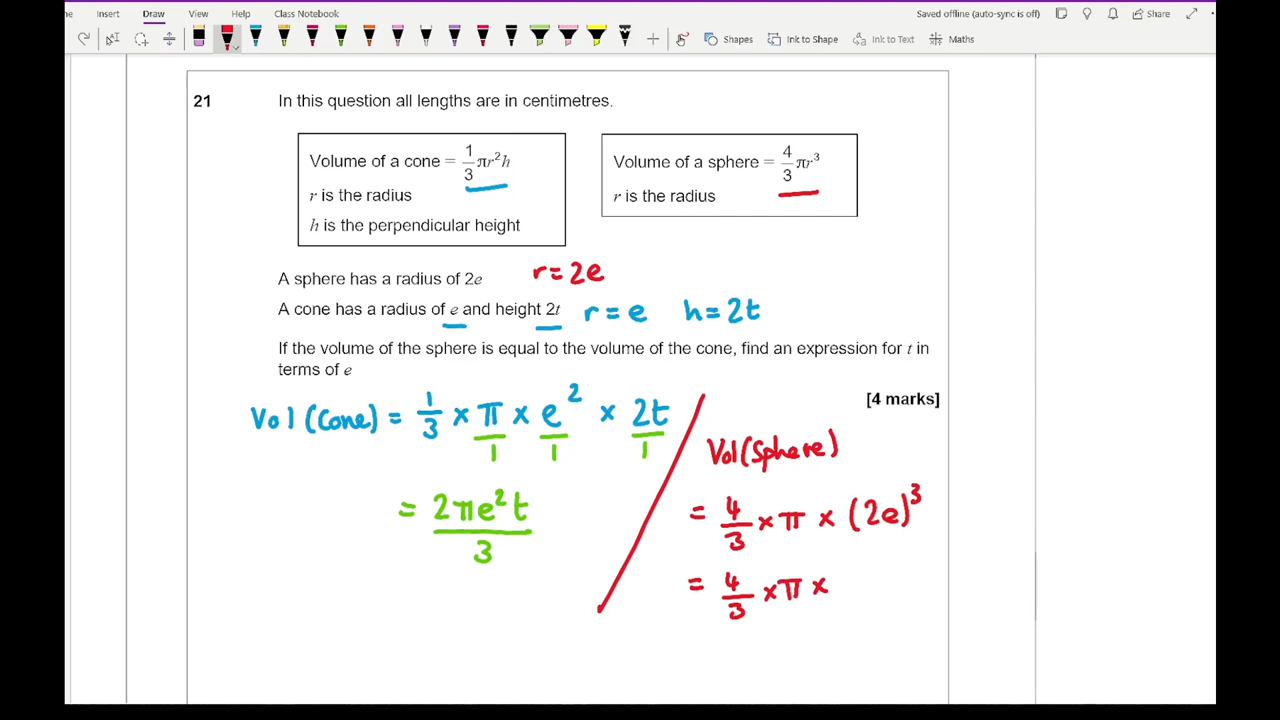 Insert Draw View Help Class Notebook Saved offline (auto-sync is off) Share
Shapes Ink to Shape Ink to Text Maths
21 In this question all lengths are in centimetres.
Volume of a cone = 1/3 πr²h
r is the radius
h is the perpendicular height
Volume of a sphere = 4/3 πr³
r is the radius
A sphere has a radius of 2e r = 2e
A cone has a radius of e and height 2t r = e h = 2t
If the volume of the sphere is equal to the volume of the cone, find an expression for t in
terms of e
[4 marks]
Vol (Cone) = 1/3 × π/1 × e²/1 × 2t/1
= 2πe²t/3
Vol (Sphere)
= 4/3 × π × (2e)³
= 4/3 × π ×